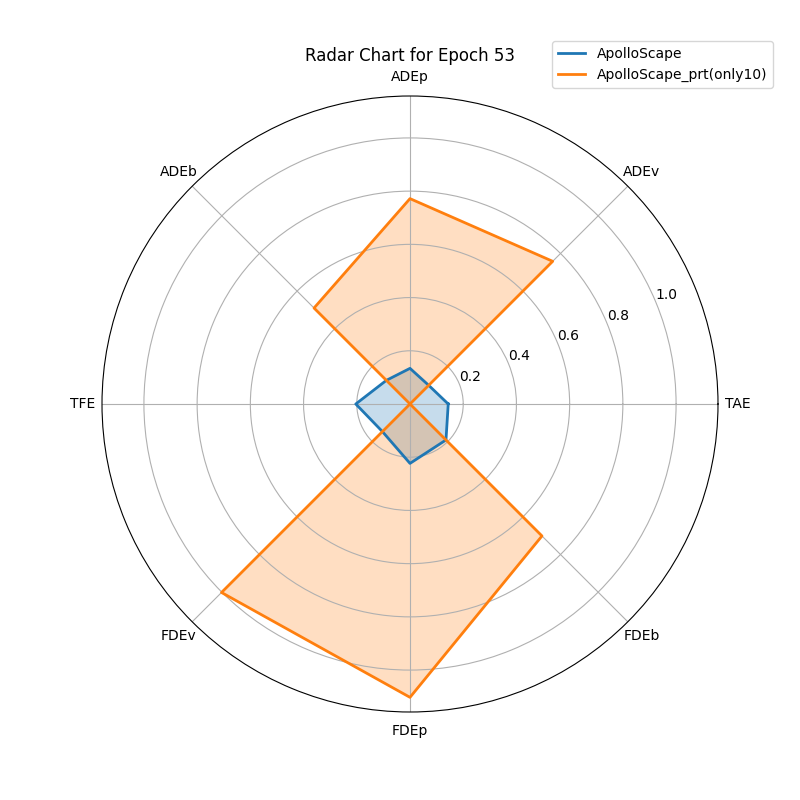 Radar Chart for Epoch 53
ApolloScape
ApolloScape_prt(only10)
ADEp
ADEb
ADEv
1.0
0.8
0.6
0.4
0.2
TFE
TAE
FDEv
FDEb
FDEp